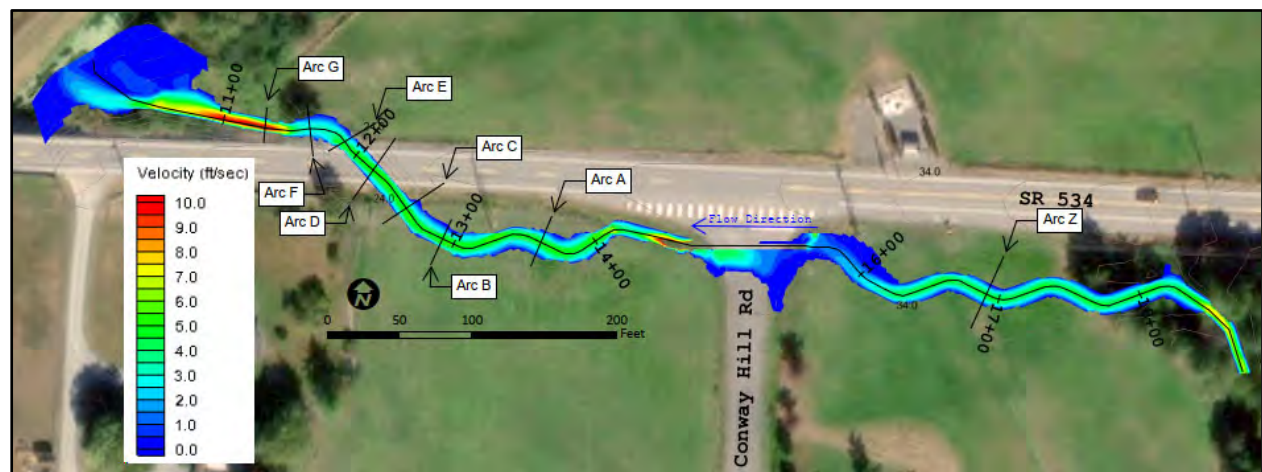 Arc G
Arc E
11+00
12+00
Arc C
Velocity (ft/sec)
10.0
9.0
8.0
7.0
6.0
5.0
4.0
3.0
2.0
1.0
0.0
Arc F
Arc D
24.0
Arc A
13+00
Arc B
14+00
N
0 50 100 200
Feet
34.0
SR 534
Flow Direction
Arc Z
16+00
34.0
17+00
18+00
Conway Hill Rd